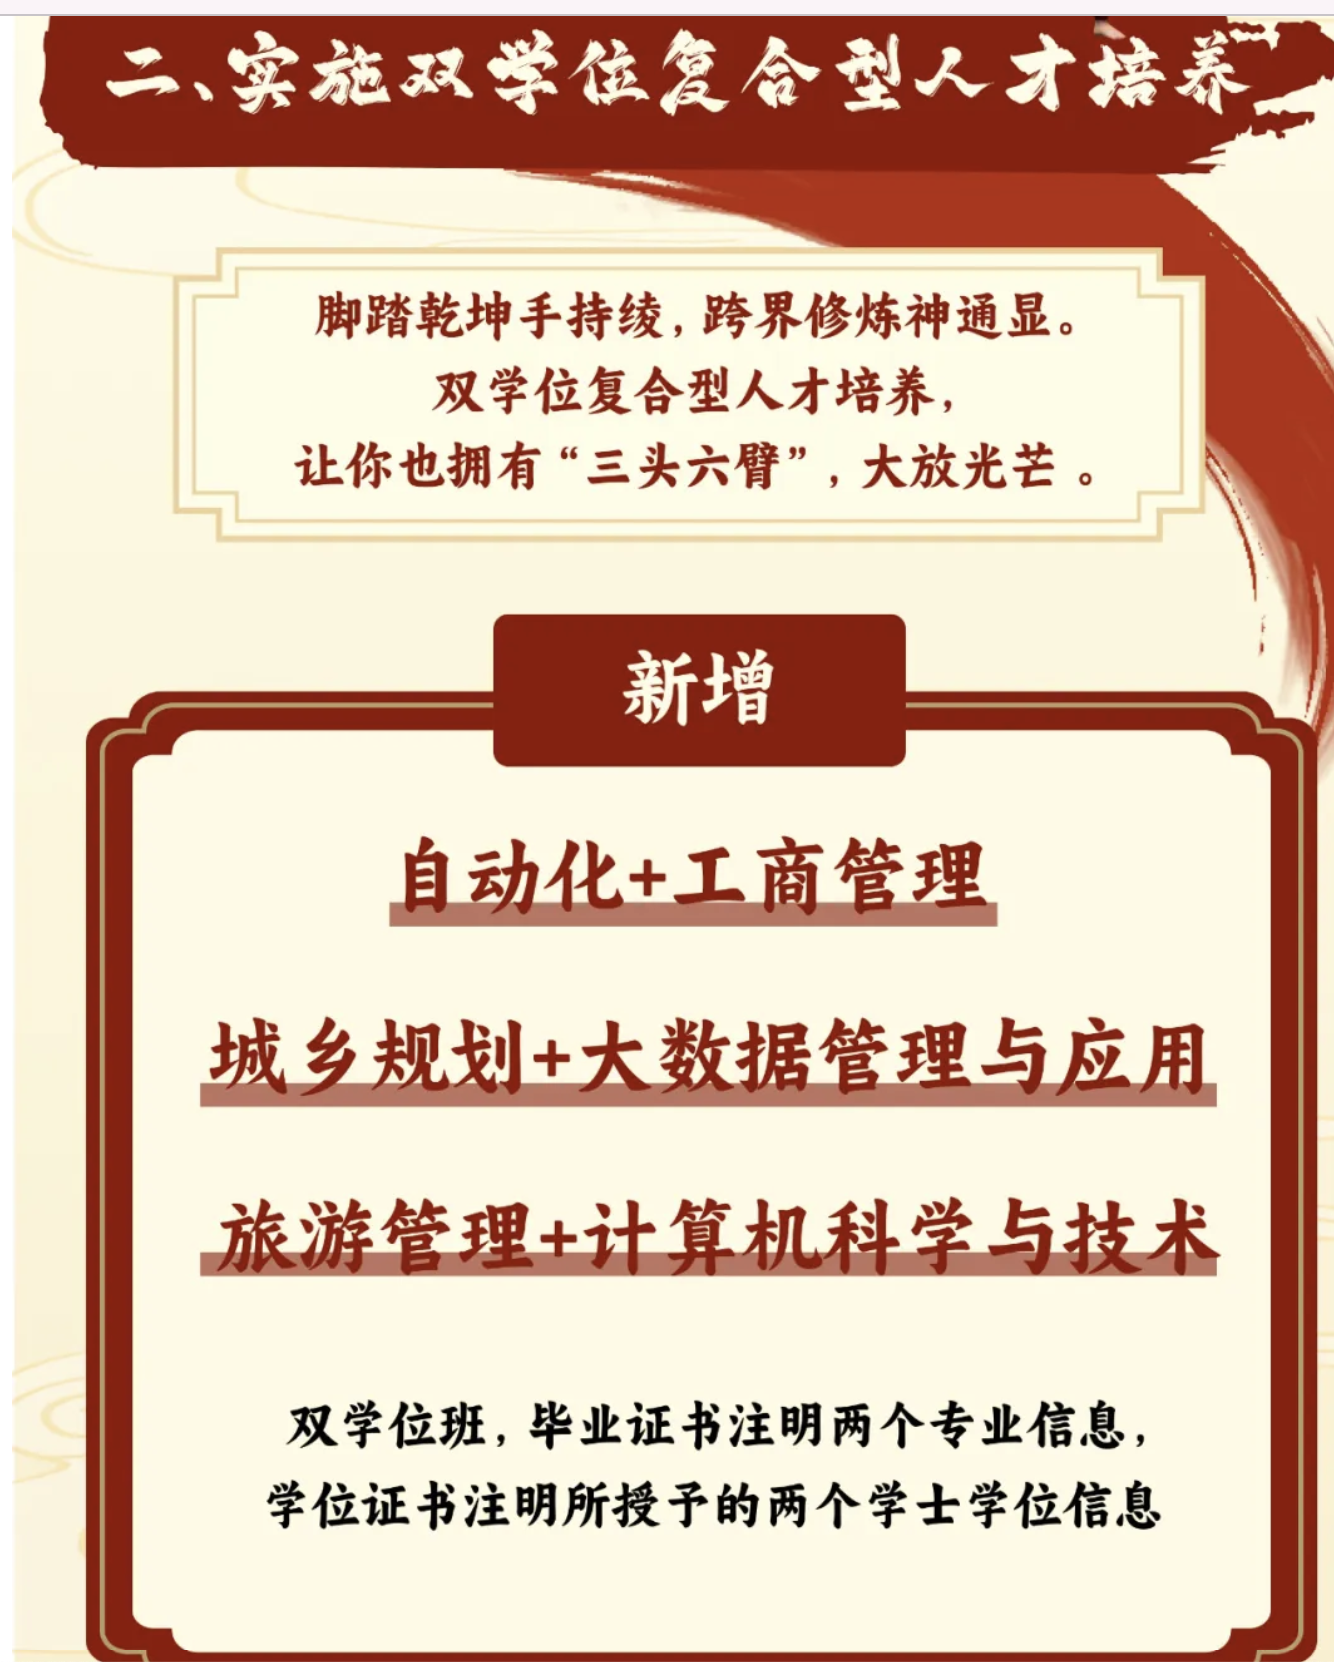 二、实施双学位复合型人才培养
脚踏乾坤手持绫，跨界修炼神通显。
双学位复合型人才培养，
让你也拥有“三头六臂”，大放光芒。
新增
自动化+工商管理
城乡规划+大数据管理与应用
旅游管理+计算机科学与技术
双学位班，毕业证书注明两个专业信息，
学位证书注明所授予的两个学士学位信息